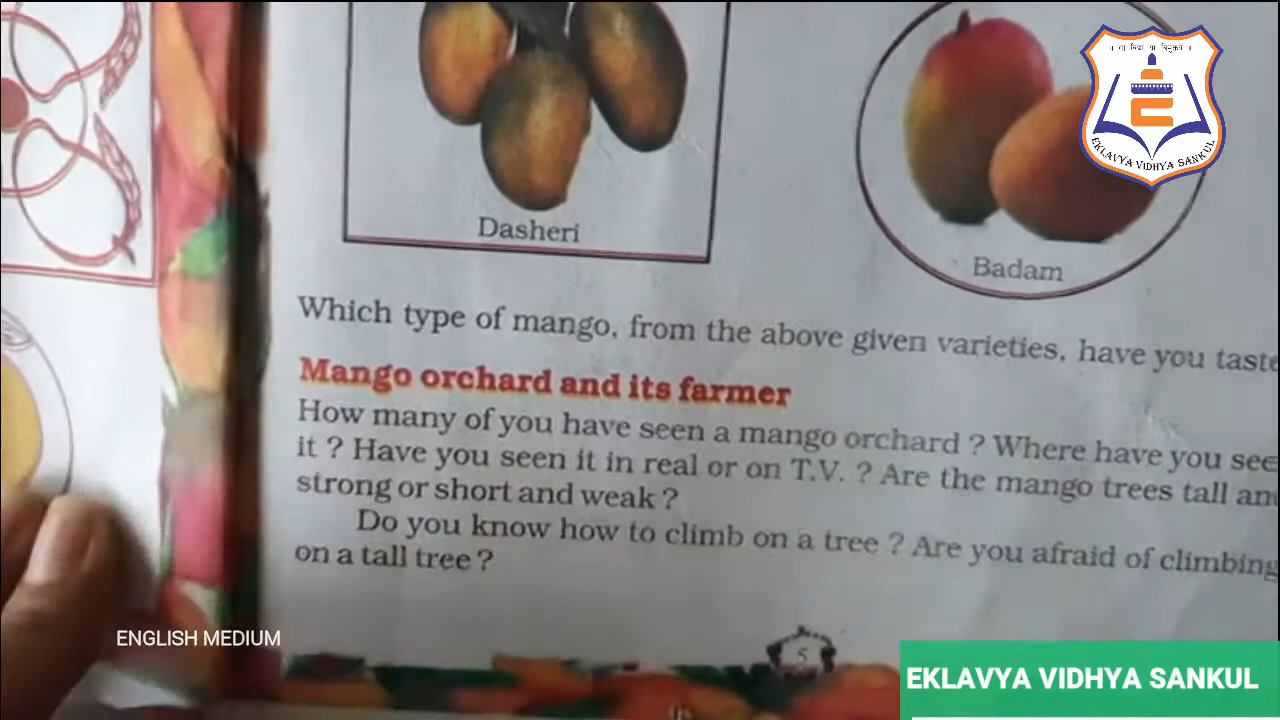 Dasheri
Badam
Which type of mango, from the above given varieties, have you taste
Mango orchard and its farmer
How many of you have seen a mango orchard ? Where have you see
it ? Have you seen it in real or on T.V. ? Are the mango trees tall an
strong or short and weak ?
Do you know how to climb on a tree ? Are you afraid of climbing
on a tall tree ?
5
ENGLISH MEDIUM
EKLAVYA VIDHYA SANKUL
EKLAVYA VIDHYA SANKUL